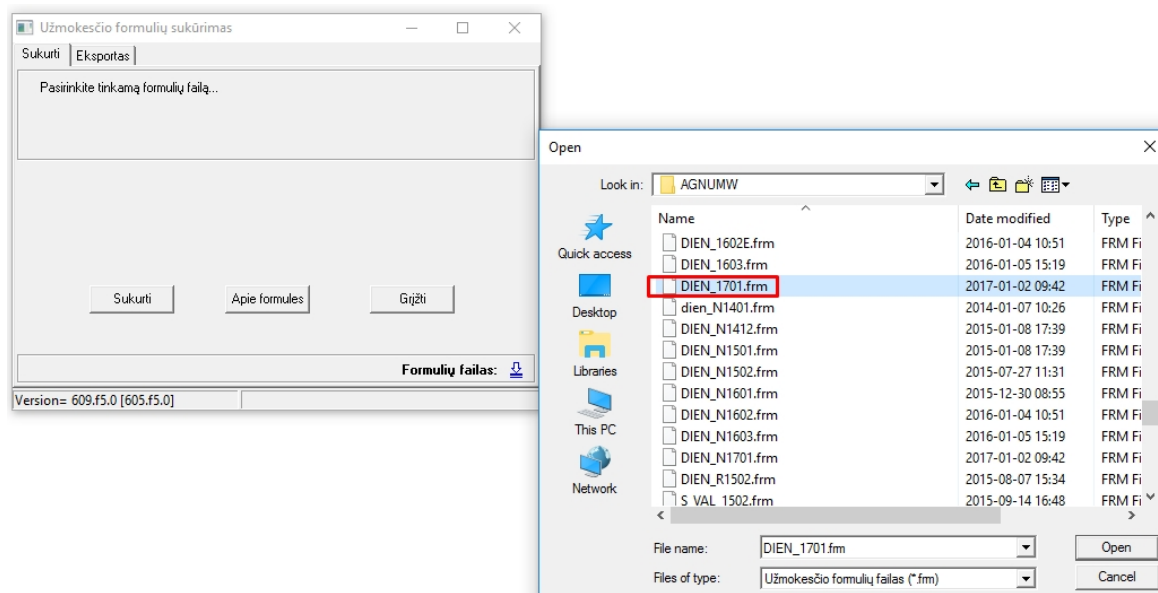 Užmokesčio formulių sukūrimas
Sukurti Eksportas
Pasirinkite tinkamą formulių failą...
Sukurti Apie formules Grįžti
Formulių failas:
Version= 609.f5.0 [605.f5.0]
Open
Look in: AGNUMW
Quick access
Desktop
Libraries
This PC
Network
Name Date modified Type
DIEN_1602E.frm 2016-01-04 10:51 FRM Fi
DIEN_1603.frm 2016-01-05 15:19 FRM Fi
DIEN_1701.frm 2017-01-02 09:42 FRM Fi
dien_N1401.frm 2014-01-07 10:26 FRM Fi
DIEN_N1412.frm 2015-01-08 17:39 FRM Fi
DIEN_N1501.frm 2015-01-08 17:39 FRM Fi
DIEN_N1502.frm 2015-07-27 11:31 FRM Fi
DIEN_N1601.frm 2015-12-30 08:55 FRM Fi
DIEN_N1602.frm 2016-01-04 10:51 FRM Fi
DIEN_N1603.frm 2016-01-05 15:19 FRM Fi
DIEN_N1701.frm 2017-01-02 09:42 FRM Fi
DIEN_R1502.frm 2015-08-07 15:34 FRM Fi
S_VAL_1502.frm 2015-09-14 16:48 FRM Fi
File name: DIEN_1701.frm Open
Files of type: Užmokesčio formulių failas (*.frm) Cancel